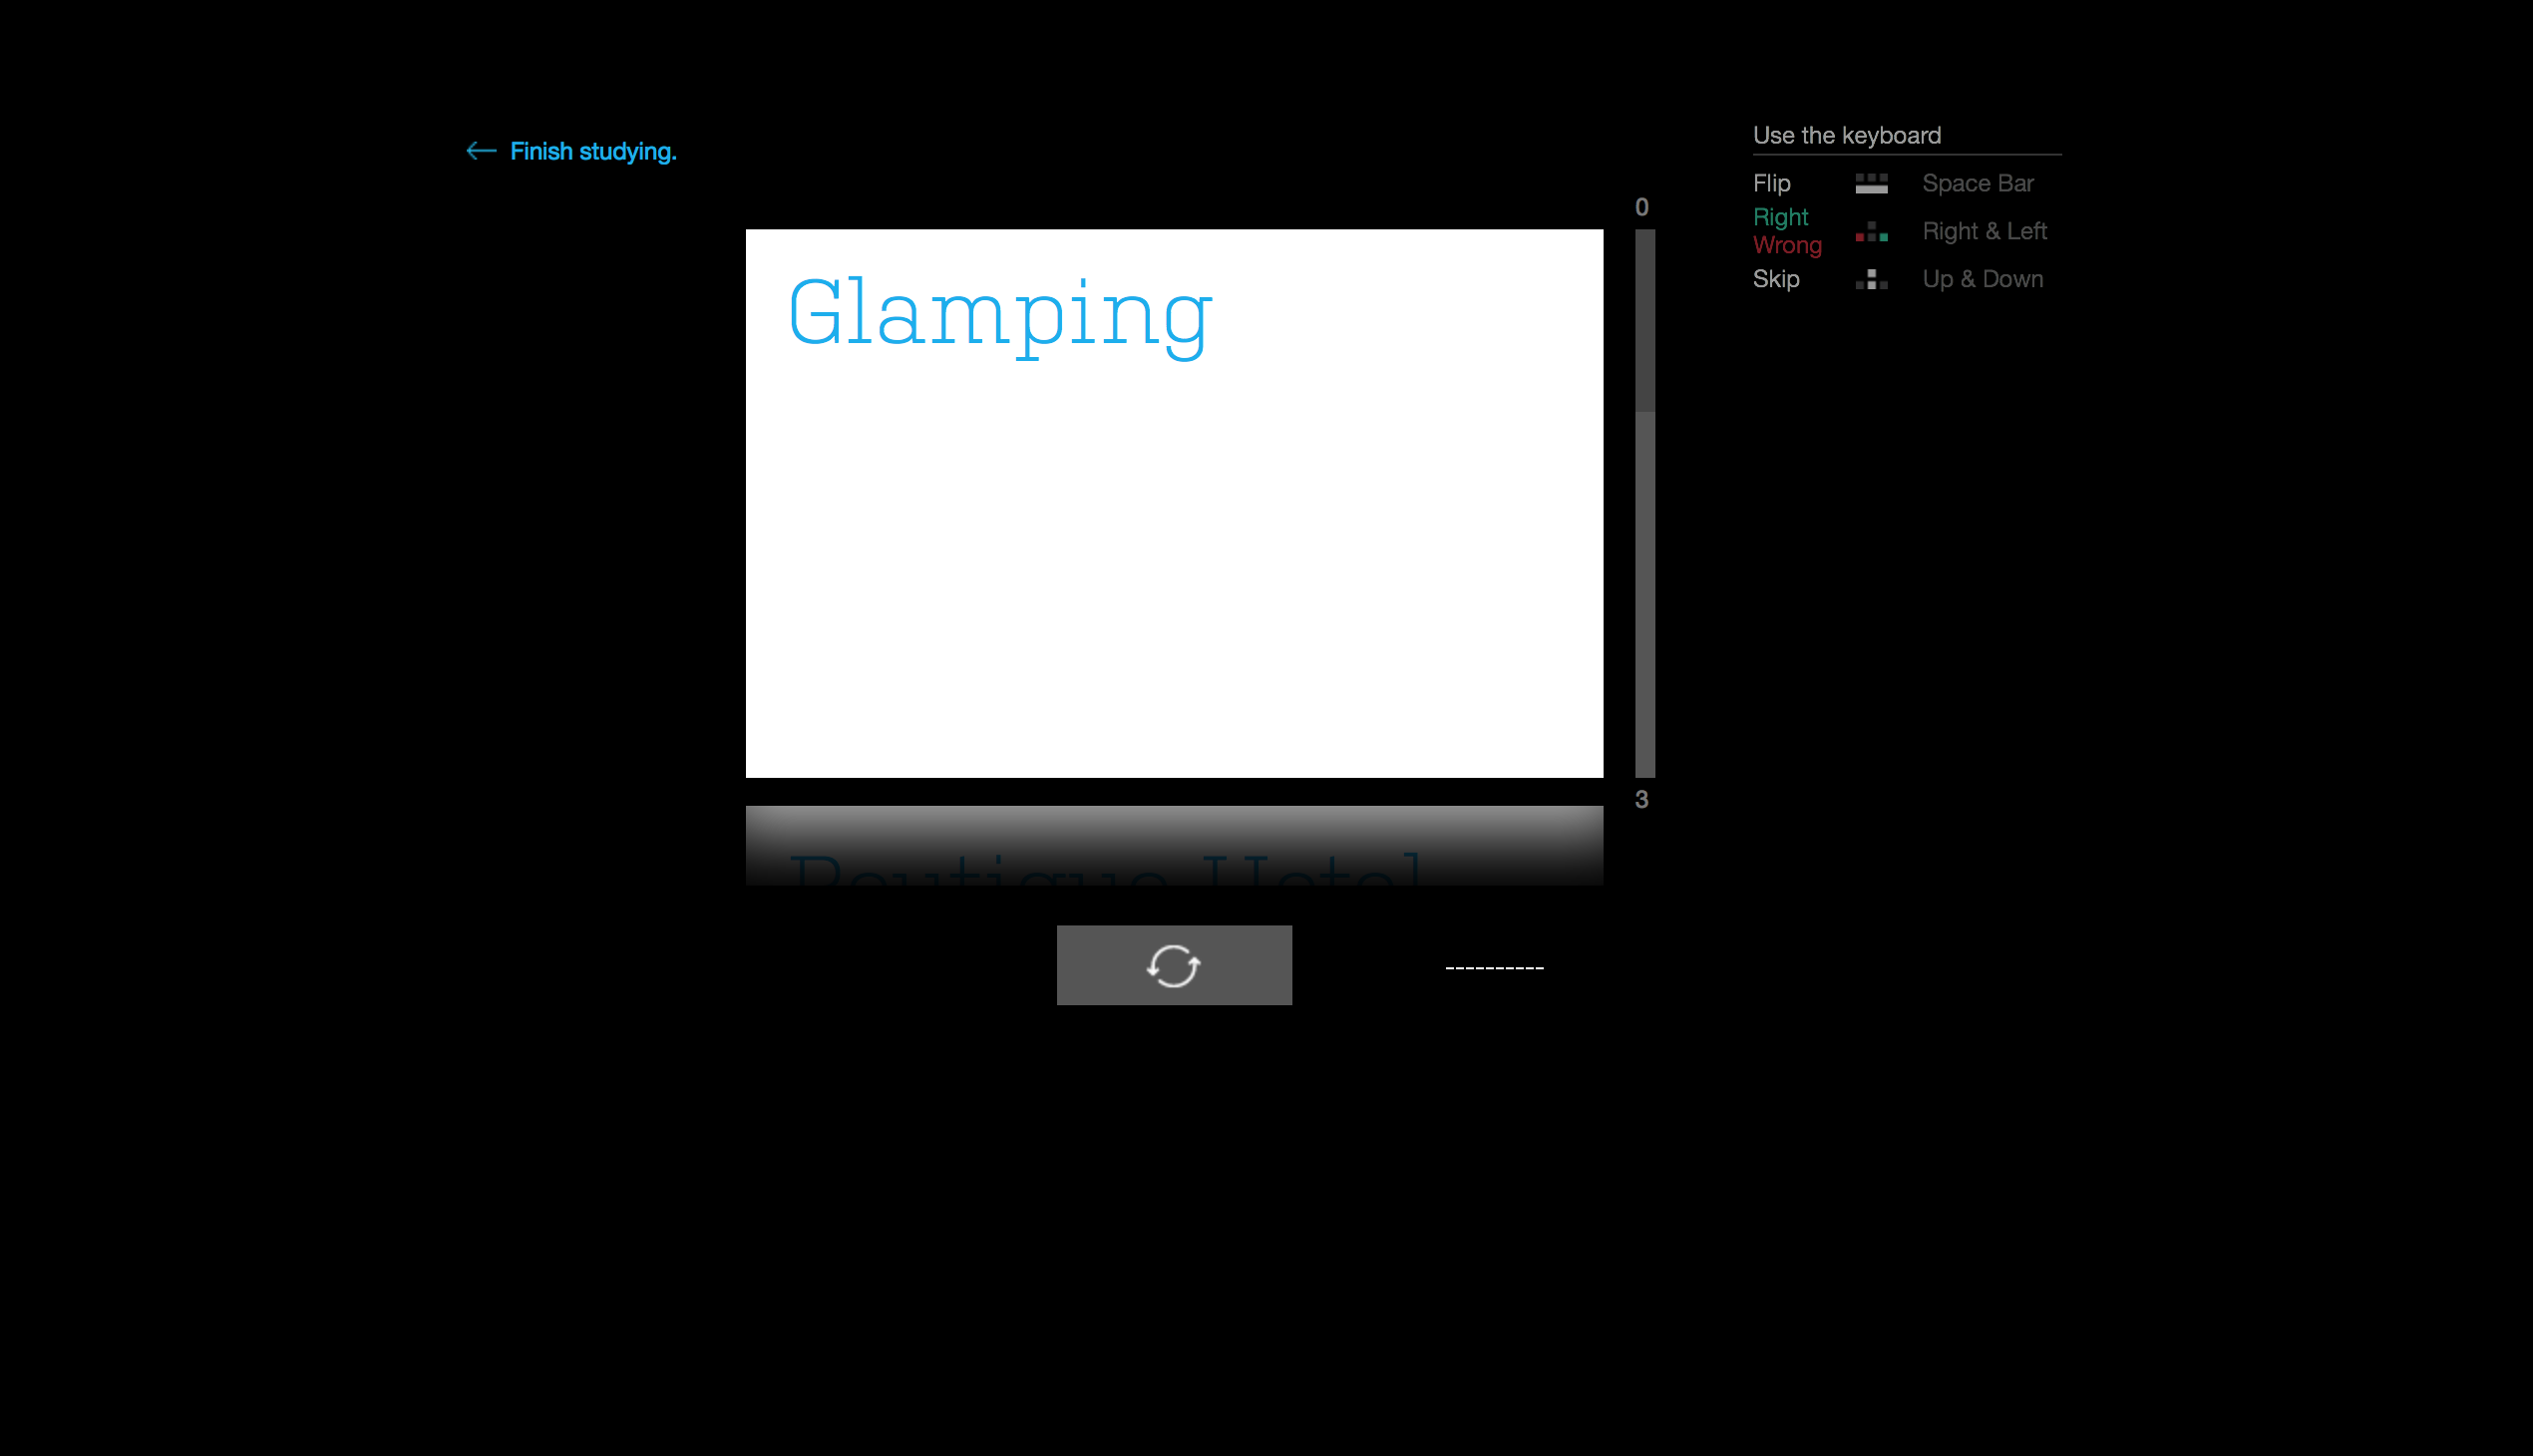 Finish studying.
Use the keyboard
Flip Space Bar
Right
Wrong
Right & Left
Skip Up & Down
0
Glamping
3
Boutique Hotel
----------